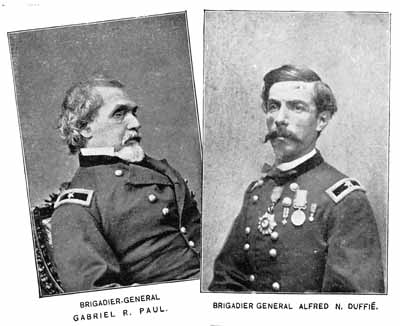 BRIGADIER-GENERAL
GABRIEL R. PAUL.
BRIGADIER GENERAL ALFRED N. DUFFIÉ.